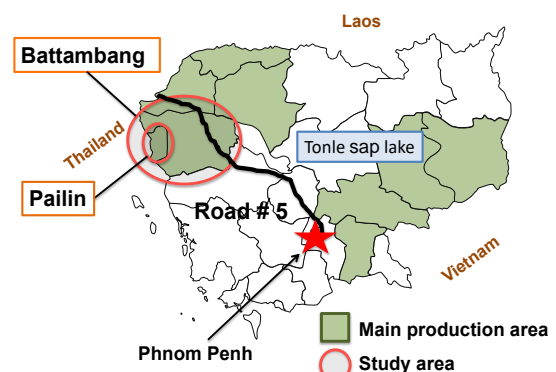 Laos
Battambang
Thailand
Tonle sap lake
Pailin
Road # 5
Vietnam
Phnom Penh
Main production area
Study area